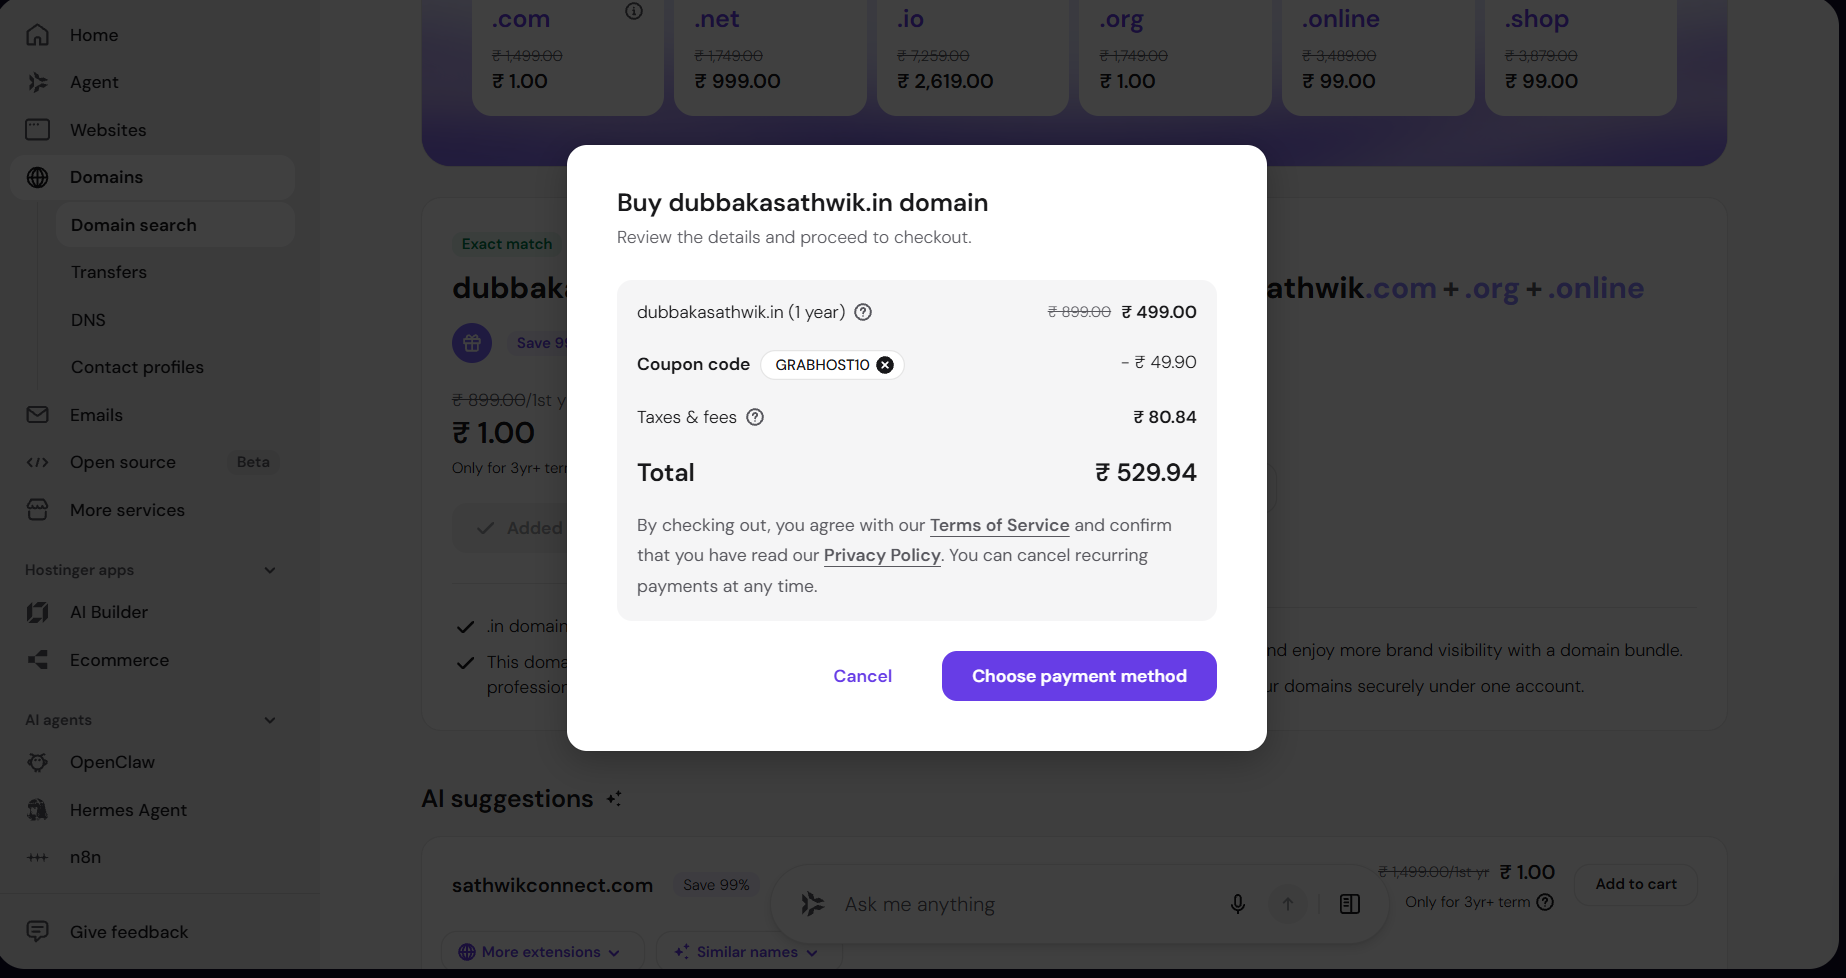 Home
Agent
Websites
Domains
Domain search
Transfers
DNS
Contact profiles
Emails
Open source Beta
More services
Hostinger apps
AI Builder
Ecommerce
AI agents
OpenClaw
Hermes Agent
n8n
Give feedback
.com
₹ 1,499.00
₹ 1.00
.net
₹ 1,749.00
₹ 999.00
.io
₹ 7,259.00
₹ 2,619.00
.org
₹ 1,749.00
₹ 1.00
.online
₹ 3,489.00
₹ 99.00
.shop
₹ 3,879.00
₹ 99.00
Exact match
Save
₹ 899.00/1st
₹ 1.00
Only for 3yr+
Added
.in domain
This
athwik.com + .org + .online
nd enjoy more brand visibility with a domain bundle.
ur domains securely under one account.
Buy dubbakasathwik.in domain
Review the details and proceed to checkout.
dubbakasathwik.in (1 year) ₹ 899.00 ₹ 499.00
Coupon code GRABHOST10 - ₹ 49.90
Taxes & fees ₹ 80.84
Total ₹ 529.94
By checking out, you agree with our Terms of Service and confirm
that you have read our Privacy Policy. You can cancel recurring
payments at any time.
Cancel Choose payment method
AI suggestions
sathwikconnect.com Save 99%
₹ 1,499.00/1st yr ₹ 1.00
Only for 3yr+ term
Add to cart
Ask me anything
More extensions Similar names